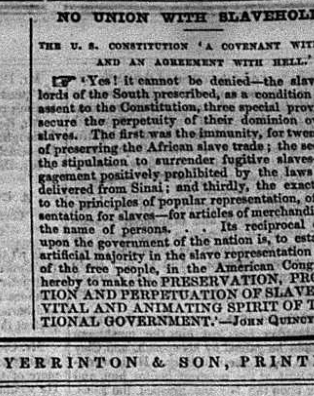 NO UNION WITH SLAVEHOL
THE U. S. CONSTITUTION 'A COVENANT WIT
AND AN AGREEMENT WITH HELL.'
☞ 'Yes! it cannot be denied—the slav
lords of the South prescribed, as a condition
assent to the Constitution, three special prov
secure the perpetuity of their dominion ov
slaves. The first was the immunity, for twen
of preserving the African slave trade; the se
the stipulation to surrender fugitive slaves
gagement positively prohibited by the laws
delivered from Sinai; and thirdly, the exact
to the principles of popular representation, of
sentation for slaves—for articles of merchandi
the name of persons. . . Its reciprocal
upon the government of the nation is, to esta
artificial majority in the slave representation
of the free people, in the American Cong
hereby to make the PRESERVATION, PRO
TION AND PERPETUATION OF SLAVE
VITAL AND ANIMATING SPIRIT OF T
TIONAL GOVERNMENT.'—JOHN QUINCY
YERRINTON & SON, PRINT